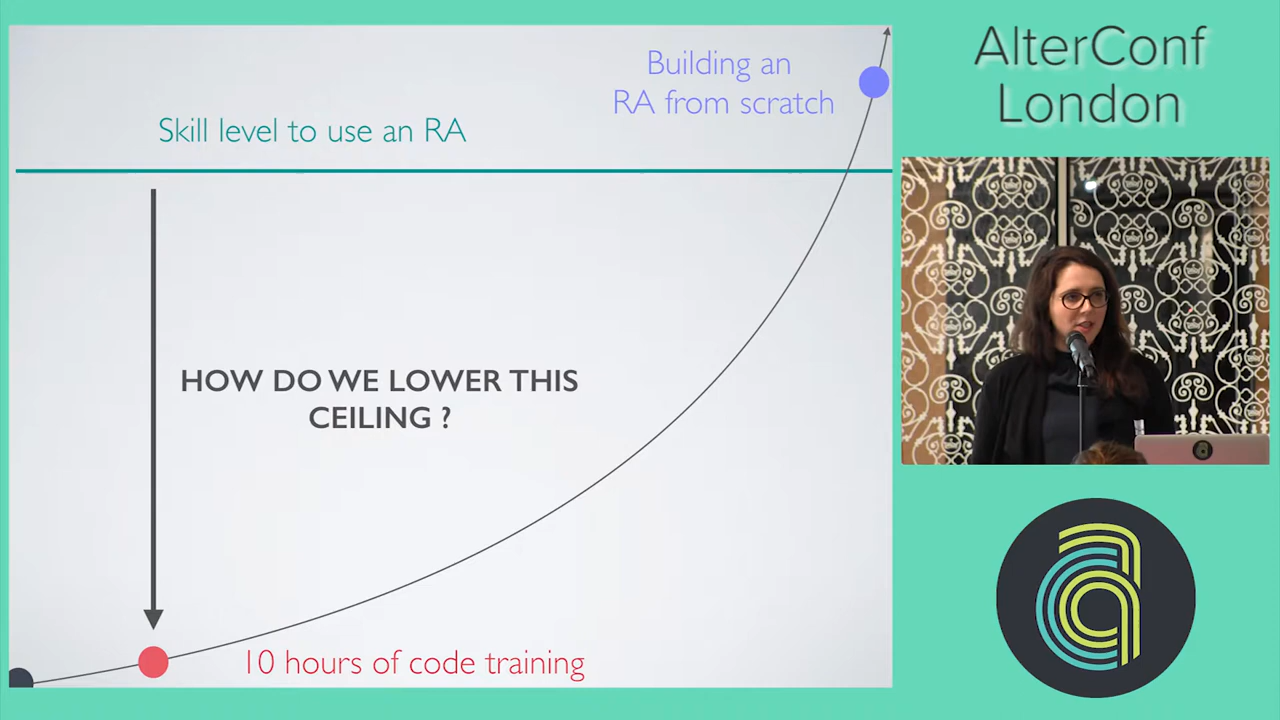 Building an
RA from scratch
Skill level to use an RA
HOW DO WE LOWER THIS
CEILING ?
10 hours of code training
AlterConf
London